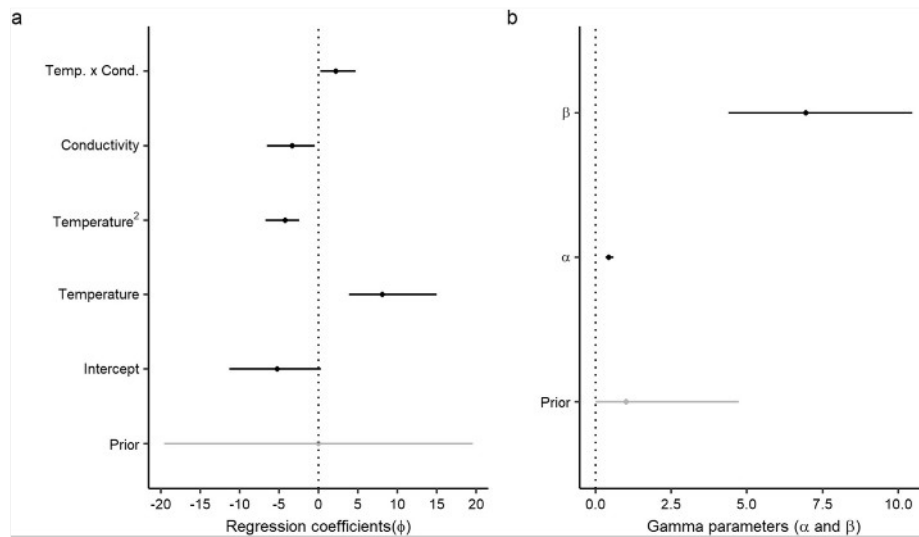 a
Temp. x Cond.
Conductivity
Temperature²
Temperature
Intercept
Prior
-20 -15 -10 -5 0 5 10 15 20
Regression coefficients(ϕ)
b
β
α
Prior
0.0 2.5 5.0 7.5 10.0
Gamma parameters (α and β)